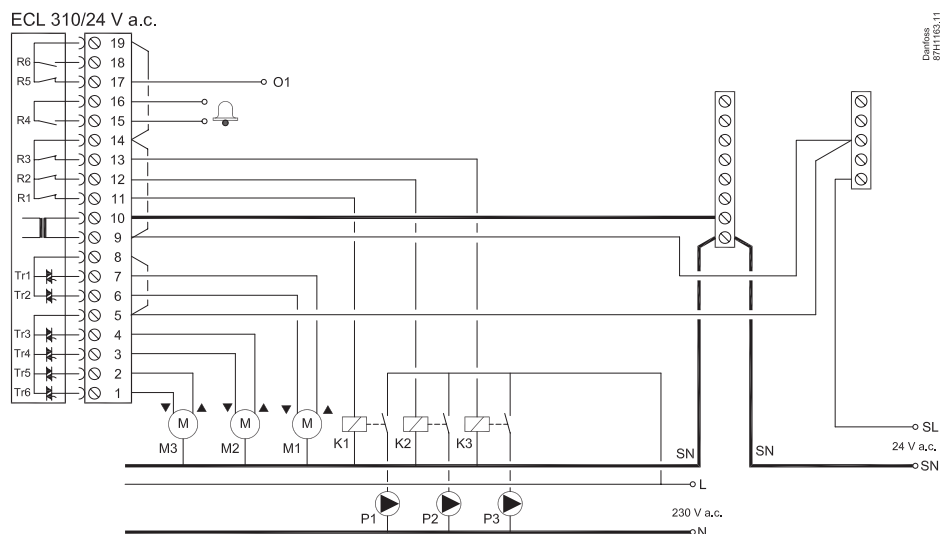 ECL 310/24 V a.c.
Danfoss
87H1163.11
19
R6 18
R5 17 O1
16
R4 15
14
R3 13
R2 12
R1 11
10
9
8
Tr1 7
Tr2 6
5
Tr3 4
Tr4 3
Tr5 2
Tr6 1
M M M
M3 M2 M1 K1 K2 K3
SL
24 V a.c.
SN SN SN
L
P1 P2 P3 230 V a.c.
N